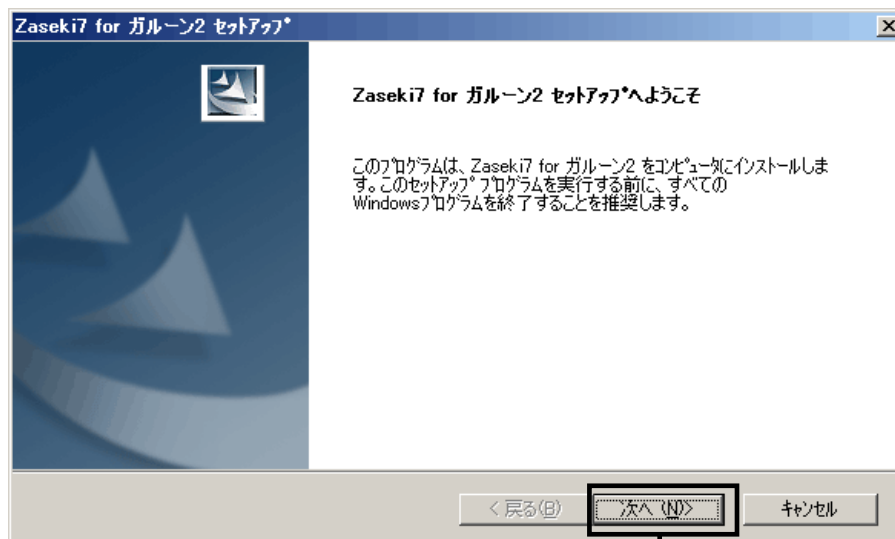 Zaseki7 for ガルーン2 ｾｯﾄｱｯﾌﾟ
Zaseki7 for ガルーン2 ｾｯﾄｱｯﾌﾟへようこそ
このﾌﾟﾛｸﾞﾗﾑは、Zaseki7 for ガルーン2 をｺﾝﾋﾟｭｰﾀにインストールしま
す。このｾｯﾄｱｯﾌﾟ ﾌﾟﾛｸﾞﾗﾑを実行する前に、すべての
Windowsﾌﾟﾛｸﾞﾗﾑを終了することを推奨します。
< 戻る(B)
次へ (N)>
ｷｬﾝｾﾙ